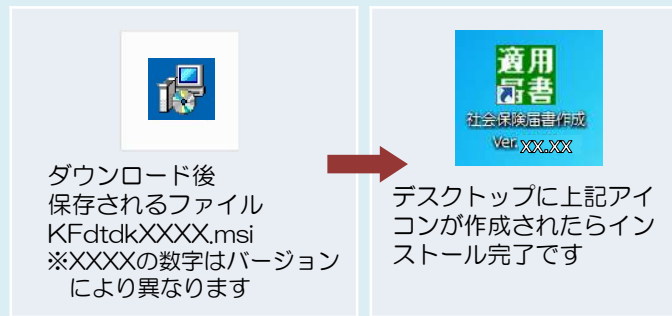 ダウンロード後
保存されるファイル
KFdtdkXXXX.msi
※XXXXの数字はバージョン
により異なります
適用
届書
社会保険届書作成
Ver. XX.XX
デスクトップに上記アイ
コンが作成されたらイン
ストール完了です